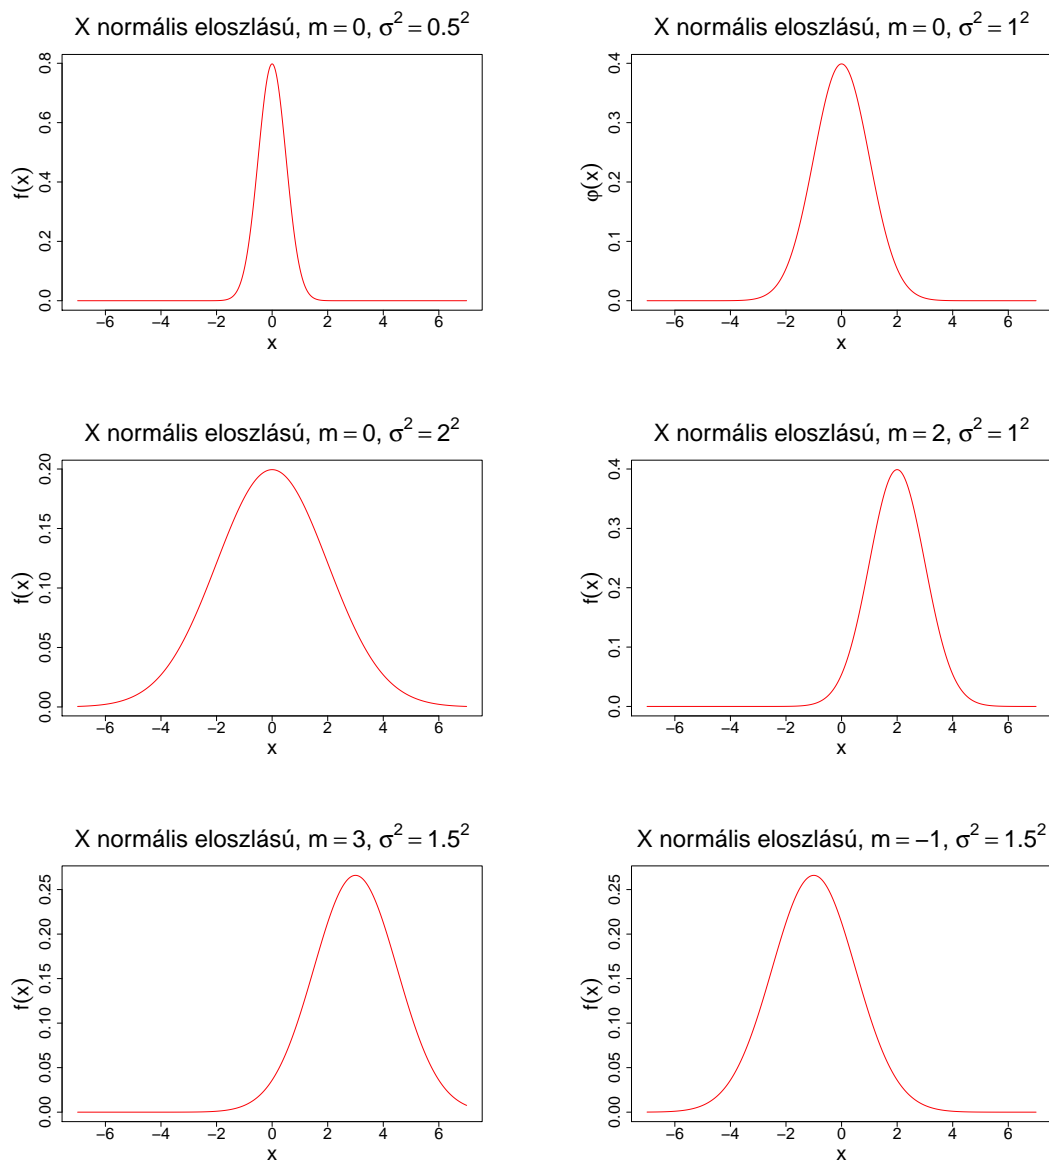 X normális eloszlású, m = 0, σ² = 0.5²
f(x)
0.8
0.6
0.4
0.2
0.0
−6 −4 −2 0 2 4 6
x
X normális eloszlású, m = 0, σ² = 1²
φ(x)
0.4
0.3
0.2
0.1
0.0
−6 −4 −2 0 2 4 6
x
X normális eloszlású, m = 0, σ² = 2²
f(x)
0.20
0.15
0.10
0.05
0.00
−6 −4 −2 0 2 4 6
x
X normális eloszlású, m = 2, σ² = 1²
f(x)
0.4
0.3
0.2
0.1
0.0
−6 −4 −2 0 2 4 6
x
X normális eloszlású, m = 3, σ² = 1.5²
f(x)
0.25
0.20
0.15
0.10
0.05
0.00
−6 −4 −2 0 2 4 6
x
X normális eloszlású, m = −1, σ² = 1.5²
f(x)
0.25
0.20
0.15
0.10
0.05
0.00
−6 −4 −2 0 2 4 6
x